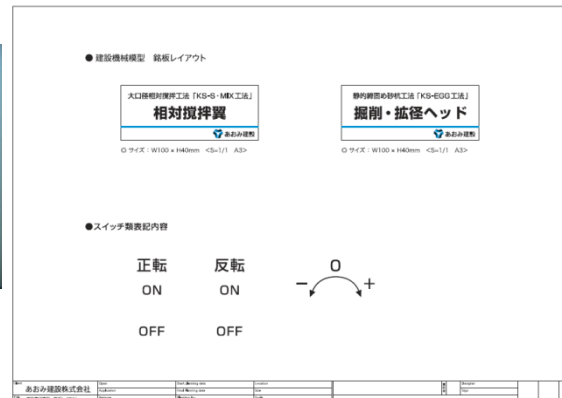 ● 建設機械模型 銘板レイアウト
大口径相対撹拌工法「KS-S・MIX工法」
相対撹拌翼
あおみ建設
◎ サイズ：W100 × H40mm <S=1/1 A3>
静的締固め砂杭工法「KS-EGG工法」
掘削・拡径ヘッド
あおみ建設
◎ サイズ：W100 × H40mm <S=1/1 A3>
●スイッチ類表記内容
正転 反転
ON ON
OFF OFF
0
− +
あおみ建設株式会社